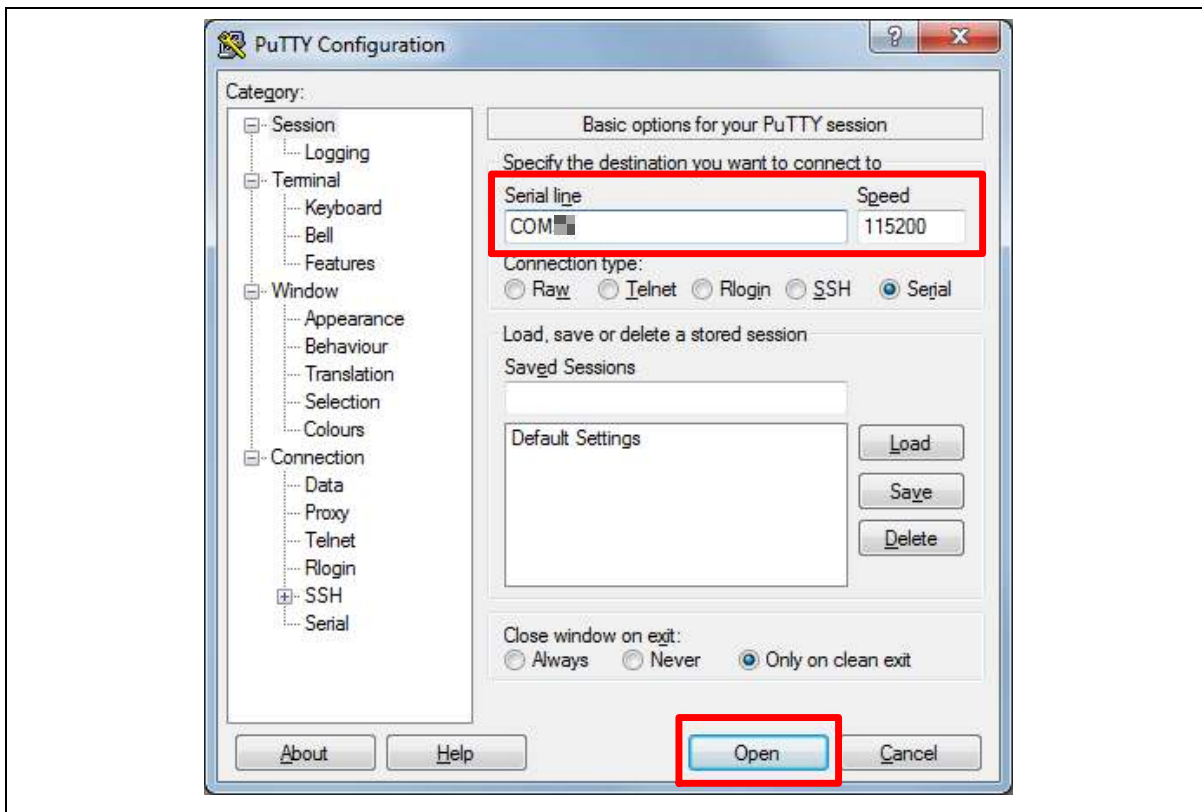 PuTTY Configuration
Category:
Session
Logging
Terminal
Keyboard
Bell
Features
Window
Appearance
Behaviour
Translation
Selection
Colours
Connection
Data
Proxy
Telnet
Rlogin
SSH
Serial
Basic options for your PuTTY session
Specify the destination you want to connect to
Serial line Speed
COM 115200
Connection type:
Raw Telnet Rlogin SSH Serial
Load, save or delete a stored session
Saved Sessions
Default Settings
Load
Save
Delete
Close window on exit:
Always Never Only on clean exit
About Help Open Cancel